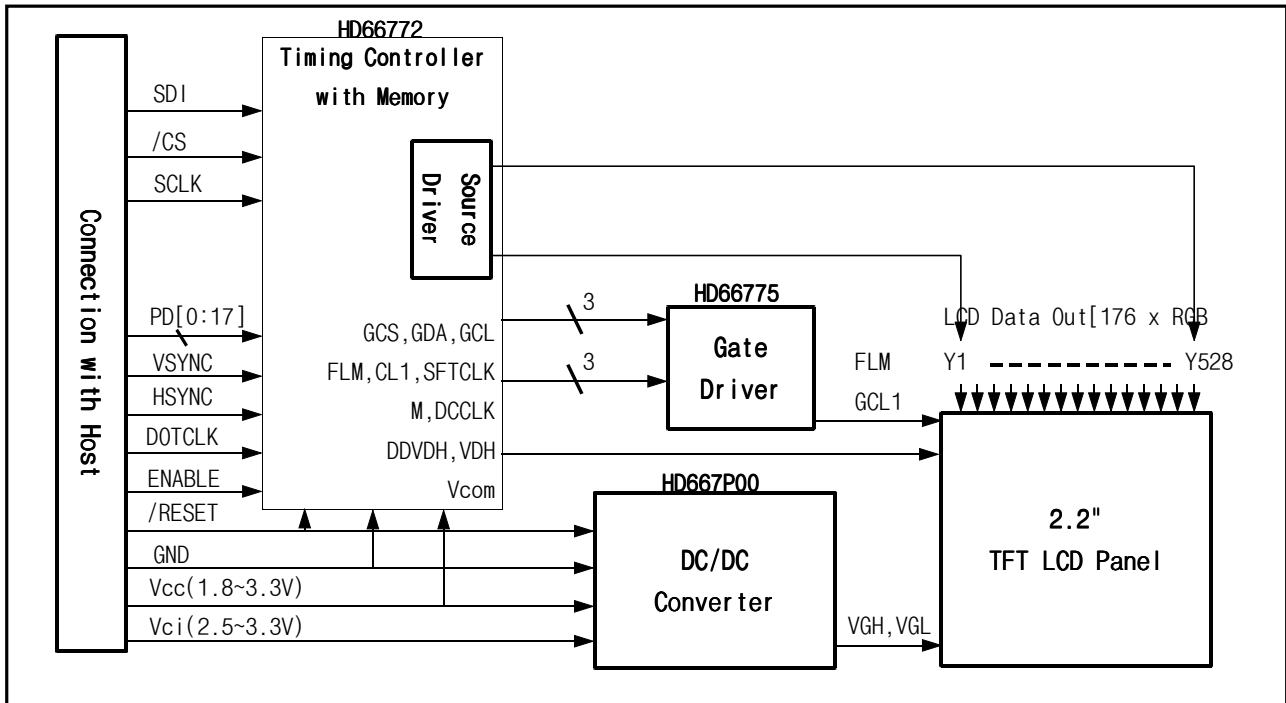 HD66772
Timing Controller
with Memory
SDI
/CS
SCLK
Source
Driver
Connection with Host
PD[0:17]
VSYNC
HSYNC
DOTCLK
ENABLE
/RESET
GND
Vcc(1.8~3.3V)
Vci(2.5~3.3V)
GCS,GDA,GCL
FLM,CL1,SFTCLK
M,DCCLK
DDVDH,VDH
Vcom
3
3
HD66775
Gate
Driver
FLM
GCL1
LCD Data Out[176 x RGB
Y1
Y528
HD667P00
DC/DC
Converter
VGH,VGL
2.2"
TFT LCD Panel